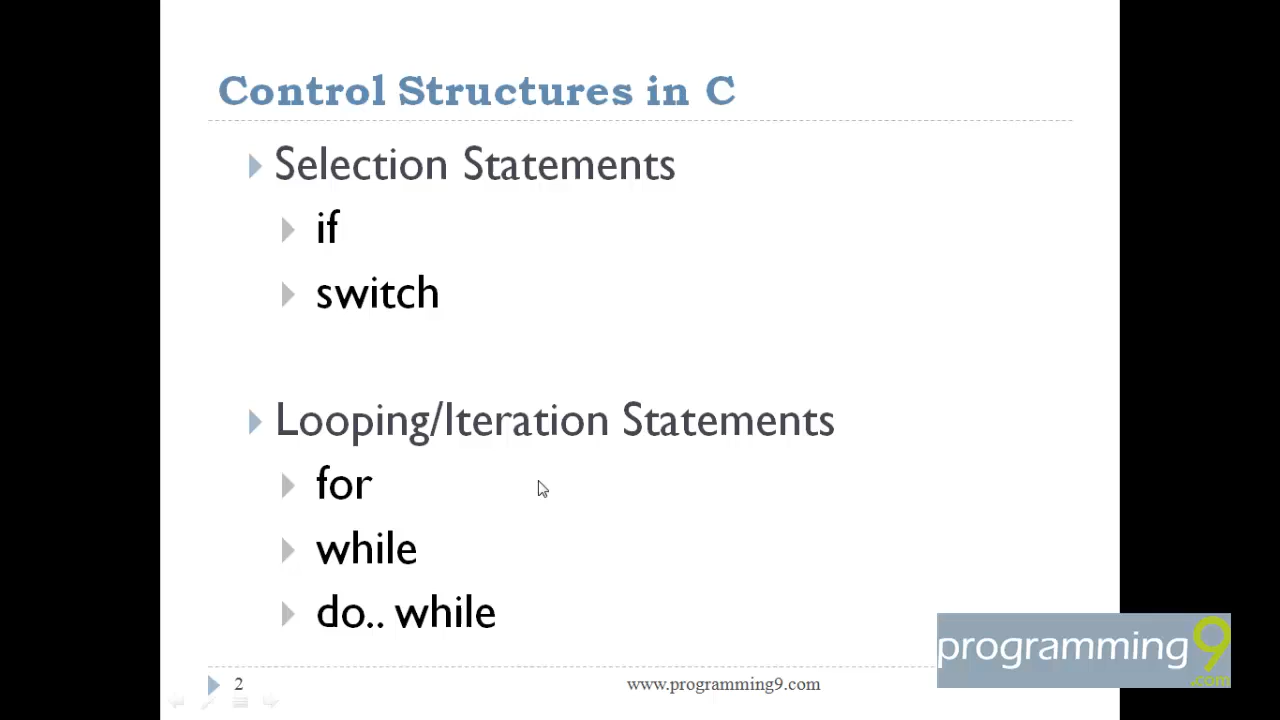 Control Structures in C
Selection Statements
if
switch
Looping/Iteration Statements
for
while
do.. while
2
www.programming9.com
programming9
.com